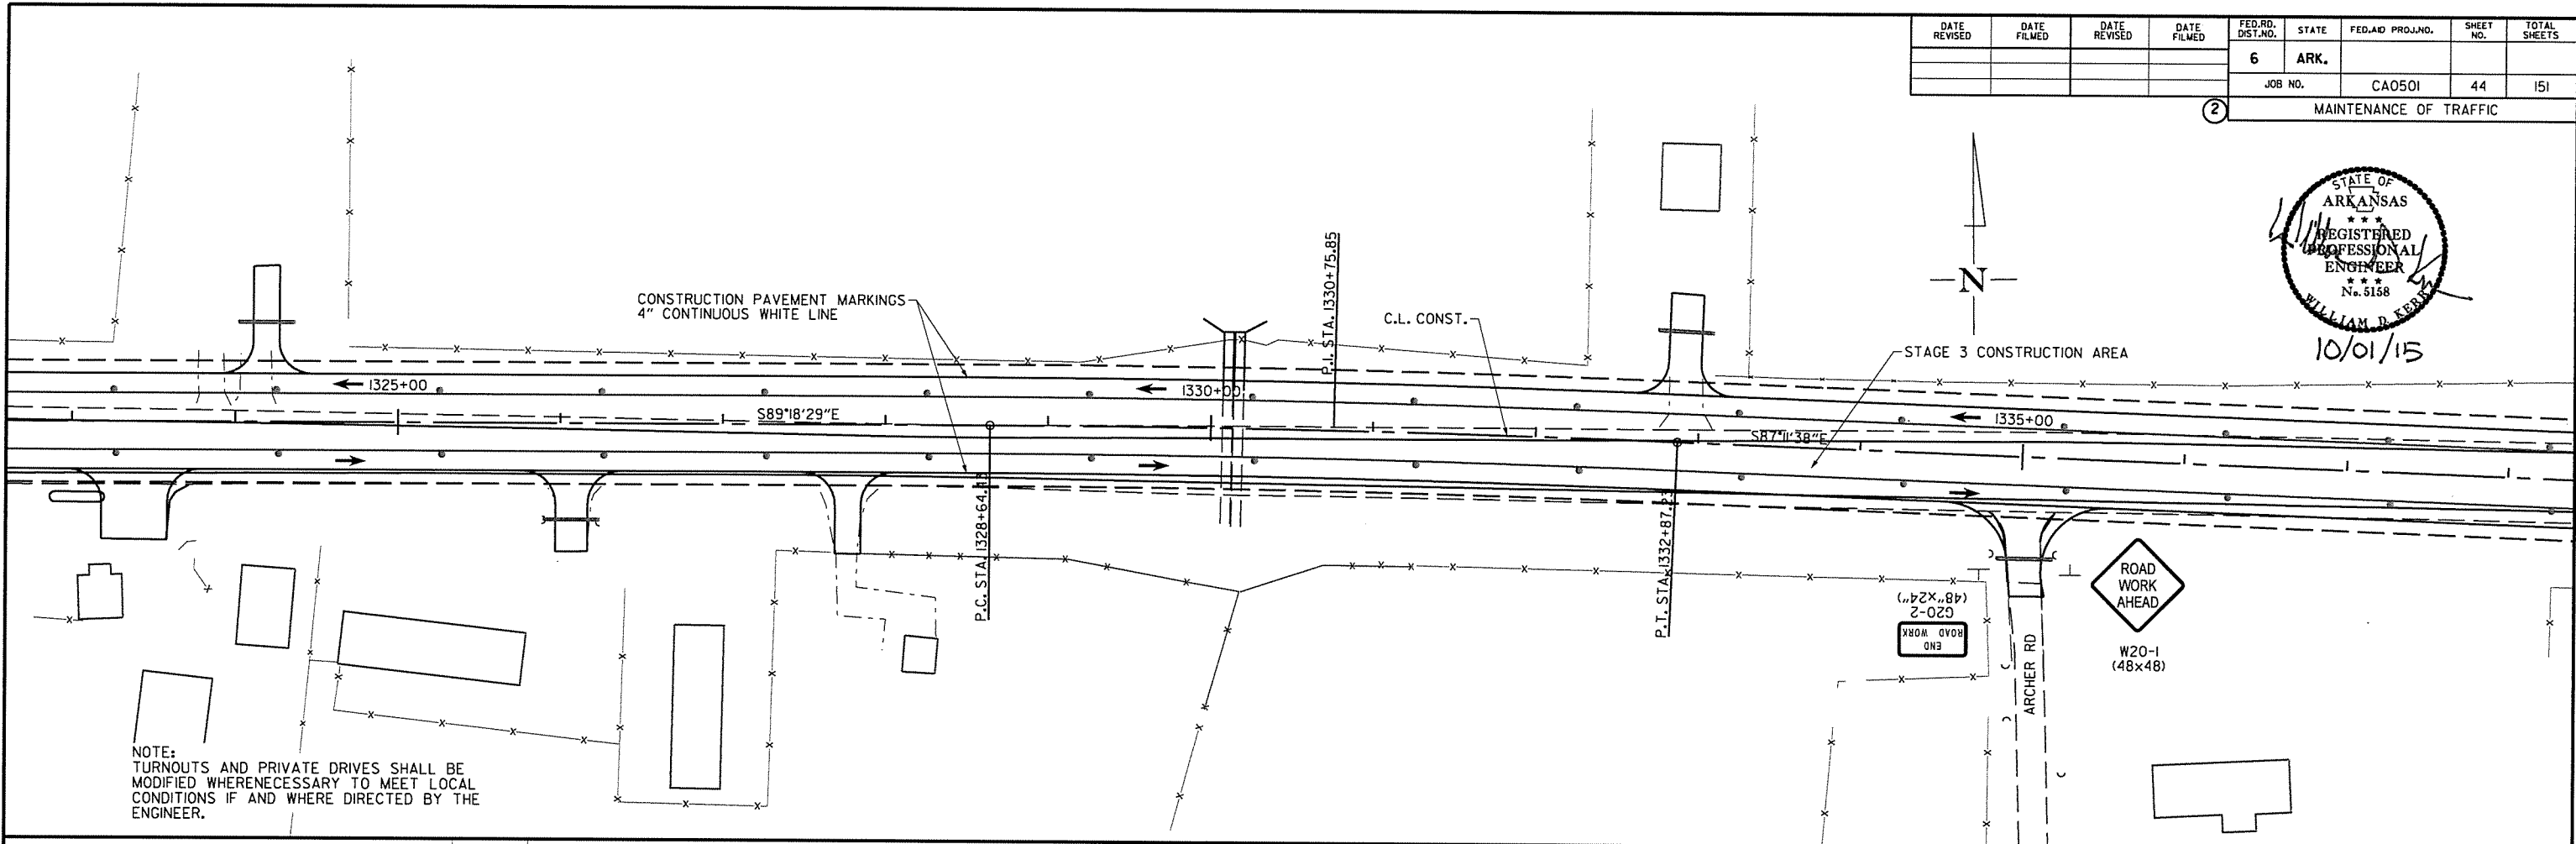 DATE REVISED
DATE FILMED
DATE REVISED
DATE FILMED
FED.RD. DIST.NO.
STATE
FED.AID PROJ.NO.
SHEET NO.
TOTAL SHEETS
6
ARK.
JOB NO.
CA0501
44
151
2
MAINTENANCE OF TRAFFIC
STATE OF
ARKANSAS
★ ★ ★
REGISTERED
PROFESSIONAL
ENGINEER
★ ★ ★
No. 5158
WILLIAM D. KERR
10/01/15
N
CONSTRUCTION PAVEMENT MARKINGS
4" CONTINUOUS WHITE LINE
P.I. STA. 1330+75.85
C.L. CONST.
STAGE 3 CONSTRUCTION AREA
1325+00
1330+00
1335+00
S89°18'29"E
S87°11'38"E
P.C. STA. 1328+64.
P.T. STA. 1332+87.2
(48"x24")
G20-2
END
ROAD WORK
ROAD
WORK
AHEAD
W20-1
(48x48)
ARCHER RD
NOTE:
TURNOUTS AND PRIVATE DRIVES SHALL BE
MODIFIED WHERENECESSARY TO MEET LOCAL
CONDITIONS IF AND WHERE DIRECTED BY THE
ENGINEER.